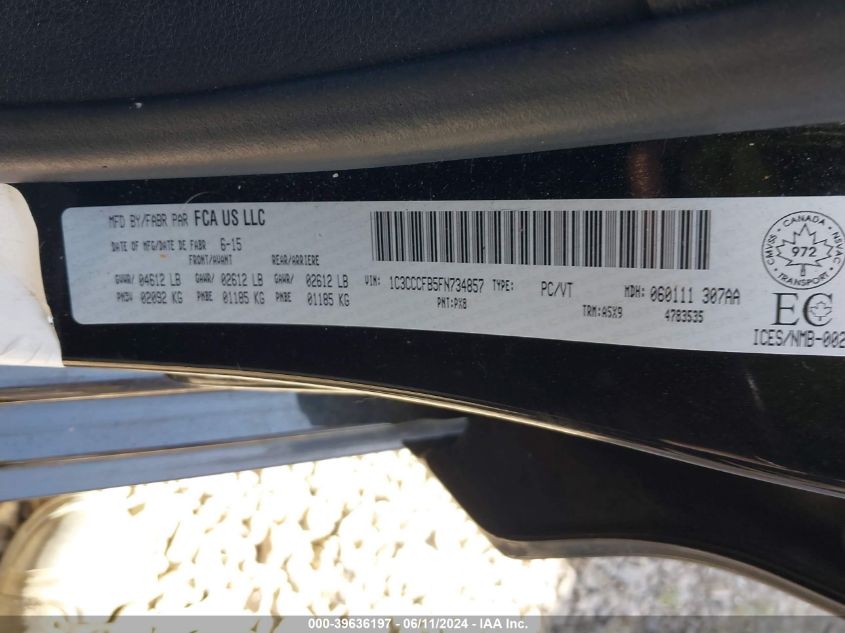 MFD BY/FABR PAR FCA US LLC
DATE OF MFG/DATE DE FABR 6-15
FRONT/AVANT REAR/ARRIERE
GVWR/ 04612 LB GAWR/ 02612 LB GAWR/ 02612 LB
PNBV 02092 KG PNBE 01185 KG PNBE 01185 KG
VIN: 1C3CCCFB5FN734857 TYPE: PC/VT MDH: 060111 307AA
PNT:PX8 TRM:A5X9 4783535
CANADA
CMVSS NSVAC
972
6
TRANSPORT
EC
ICES/NMB-002
000-39636197 - 06/11/2024 - IAA Inc.